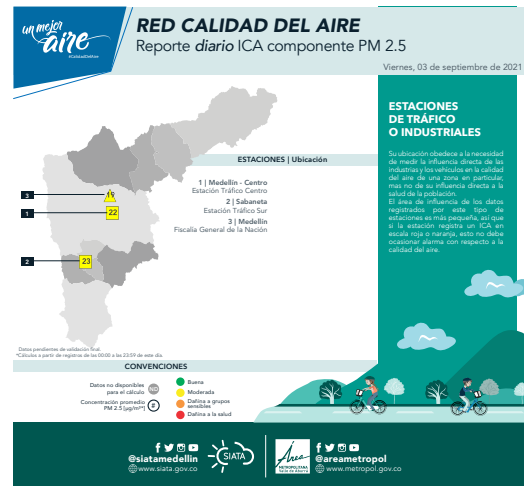 un mejor
aire
#CalidadDelAire
RED CALIDAD DEL AIRE
Reporte diario ICA componente PM 2.5
Viernes, 03 de septiembre de 2021
ESTACIONES | Ubicación
1 | Medellín - Centro
Estación Tráfico Centro
2 | Sabaneta
Estación Tráfico Sur
3 | Medellín
Fiscalia General de la Nación
3
19
1
22
2
23
ESTACIONES
DE TRÁFICO
O INDUSTRIALES
Su ubicación obedece a la necesidad
de medir la influencia directa de las
industrias y los vehículos en la calidad
del aire de una zona en particular,
mas no de su influencia directa a la
salud de la población.
El área de influencia de los datos
registrados por este tipo de
estaciones es más pequeña, así que
si la estación registra un ICA en
escala roja o naranja, esto no debe
ocasionar alarma con respecto a la
calidad del aire.
Datos pendientes de validación final.
*Cálculos a partir de registros de las 00:00 a las 23:59 de este día.
CONVENCIONES
Datos no disponibles
para el cálculo
ND
Concentración promedio
PM 2.5 [µg/m³*]
#
Buena
Moderada
Dañina a grupos
sensibles
Dañina a la salud
@siatamedellin
www.siata.gov.co
SIATA
Área
METROPOLITANA
Valle de Aburrá
@areametropol
www.metropol.gov.co